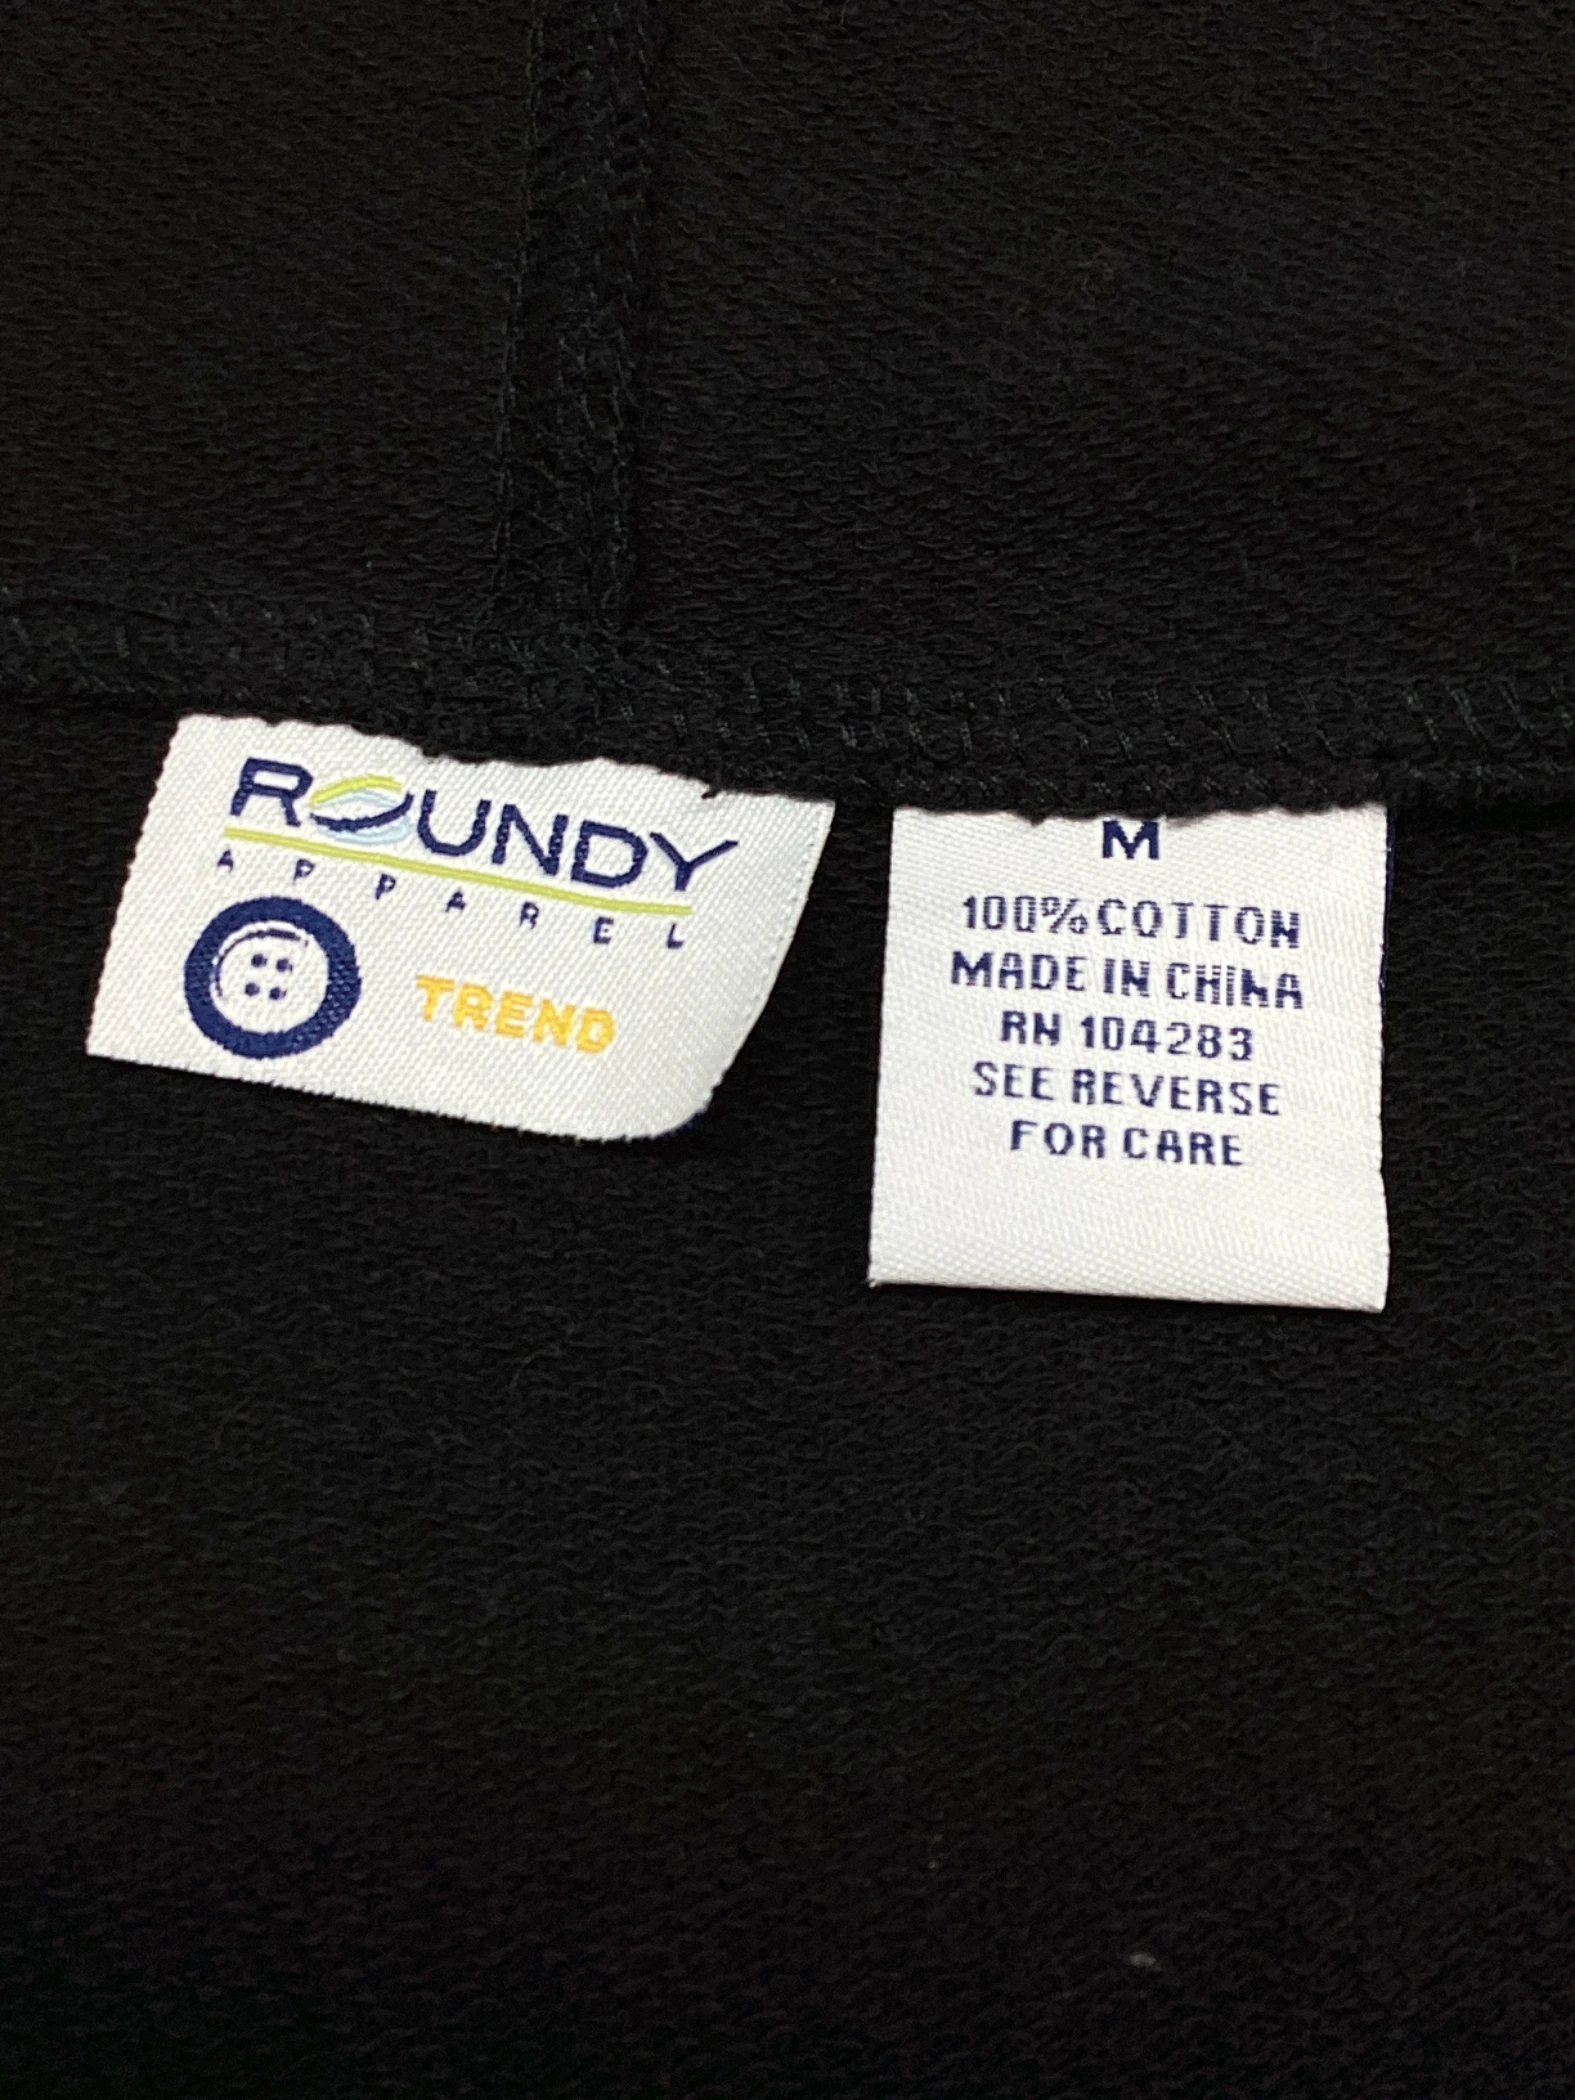 ROUNDY
APPAREL
TREND
M
100% COTTON
MADE IN CHINA
RN 104283
SEE REVERSE
FOR CARE